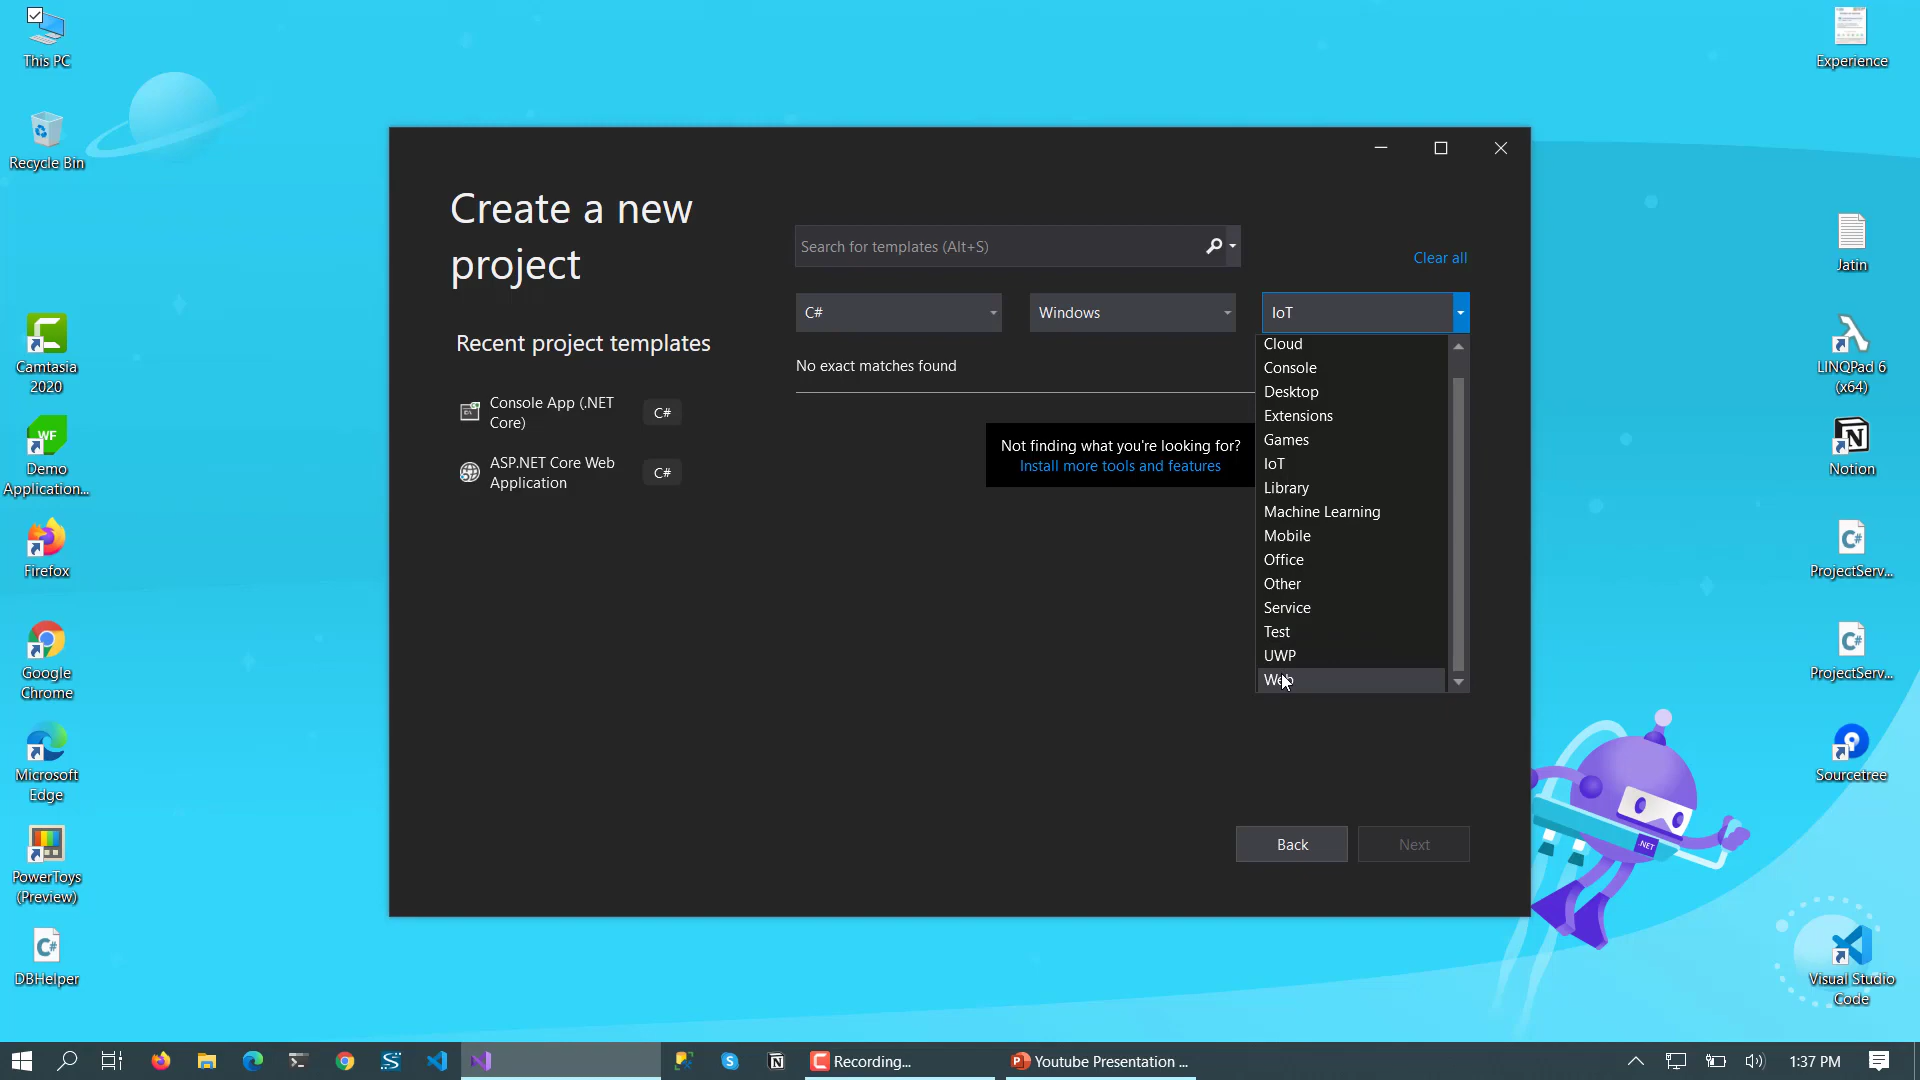 This PC
Recycle Bin
Camtasia
2020
WF
Demo
Application...
Firefox
Google
Chrome
Microsoft
Edge
PowerToys
(Preview)
C#
DBHelper
Create a new
project
Recent project templates
Console App (.NET
Core)
C#
ASP.NET Core Web
Application
C#
Search for templates (Alt+S)
Clear all
C#
Windows
IoT
No exact matches found
Not finding what you're looking for?
Install more tools and features
Cloud
Console
Desktop
Extensions
Games
IoT
Library
Machine Learning
Mobile
Office
Other
Service
Test
UWP
Web
Back
Next
Experience
Jatin
LINQPad 6
(x64)
Notion
C#
ProjectServ...
C#
ProjectServ...
Sourcetree
.NET
Visual Studio
Code
Recording...
Youtube Presentation ...
1:37 PM